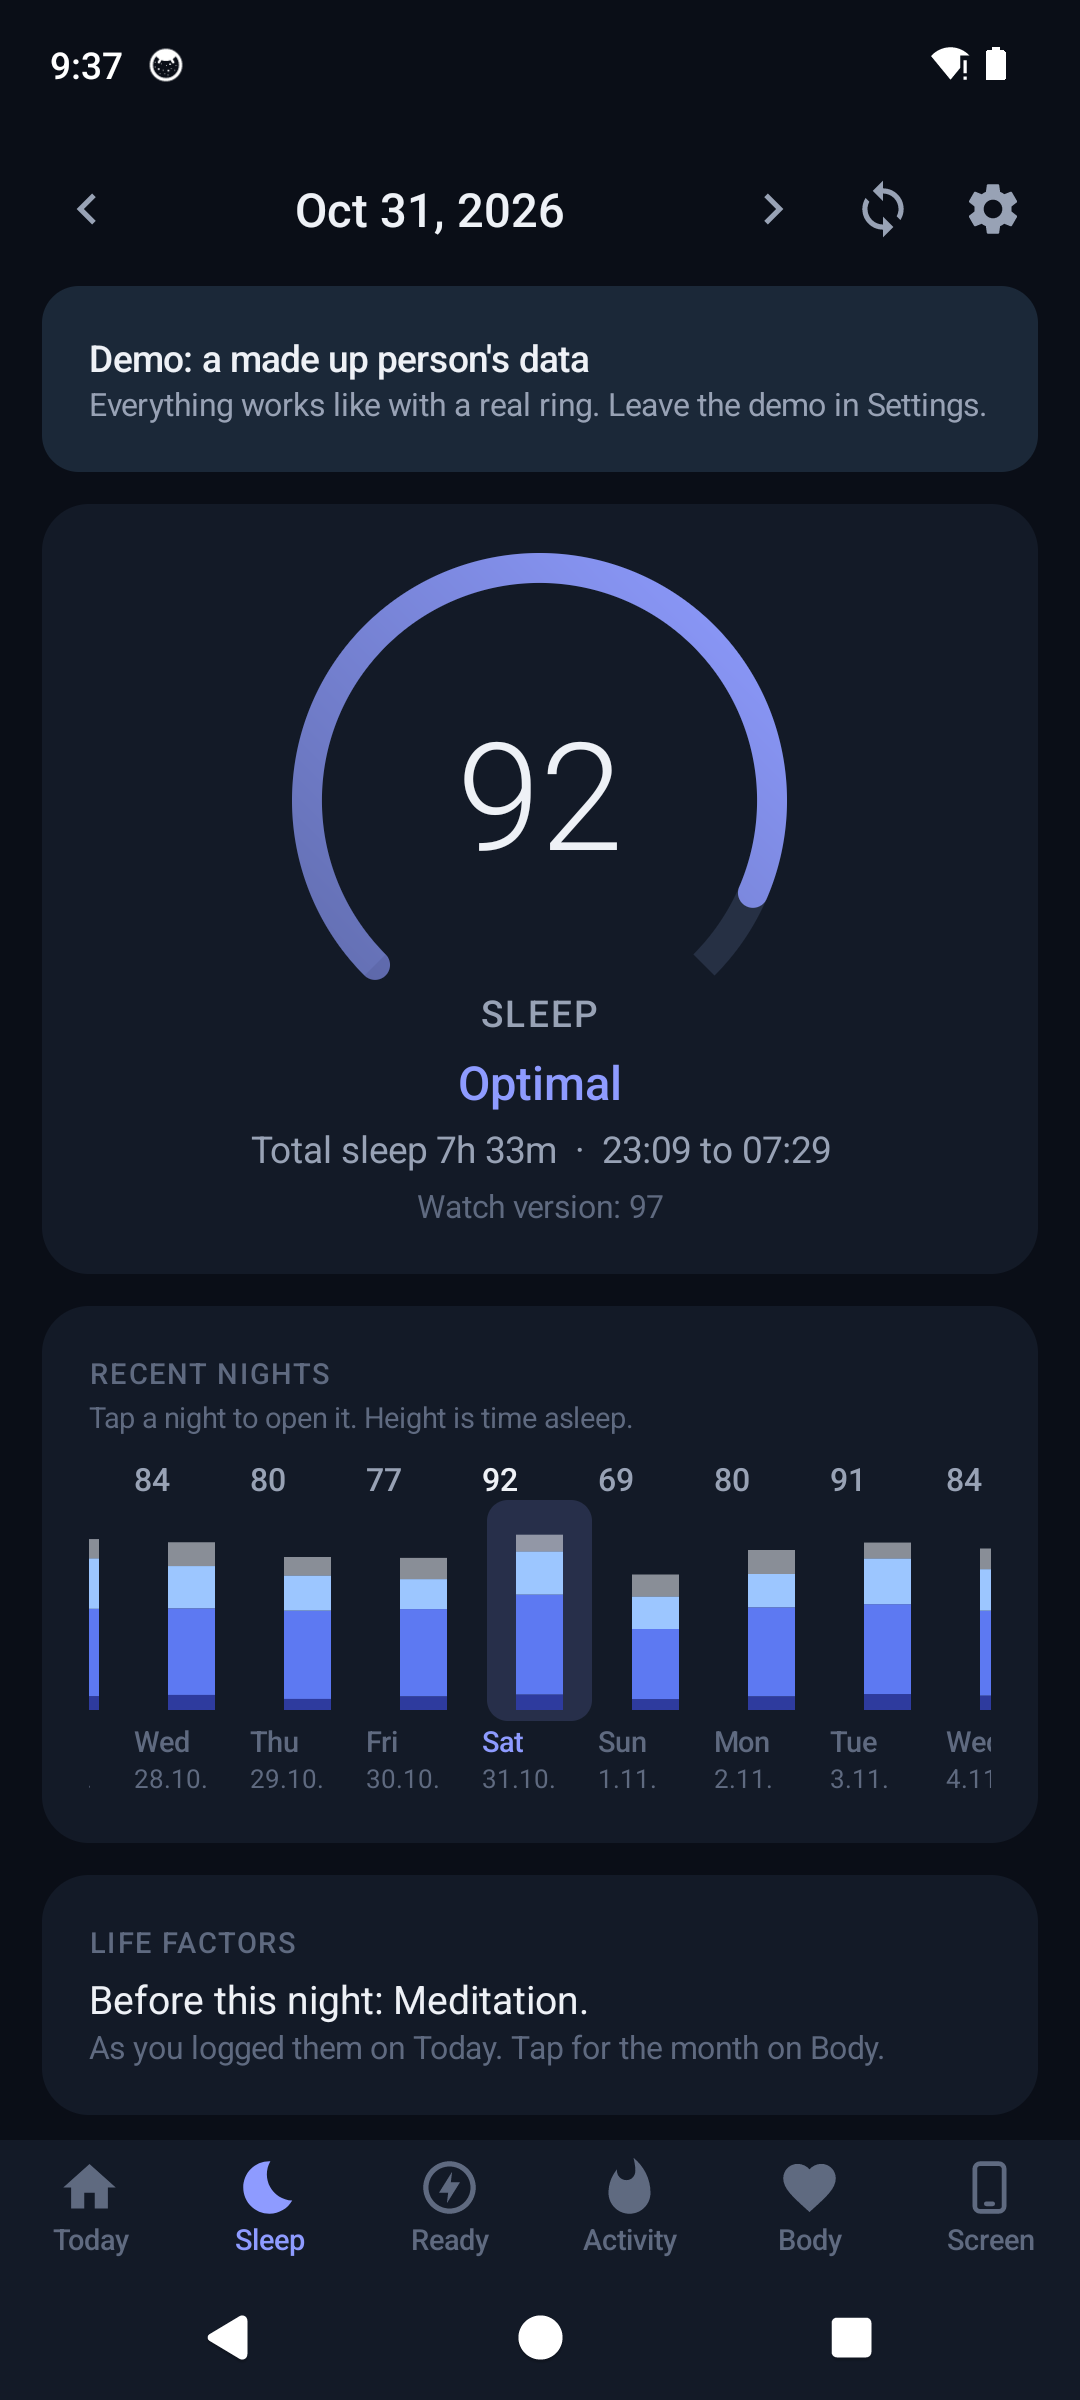 9:37
Oct 31, 2026
Demo: a made up person's data
Everything works like with a real ring. Leave the demo in Settings.
92
SLEEP
Optimal
Total sleep 7h 33m · 23:09 to 07:29
Watch version: 97
RECENT NIGHTS
Tap a night to open it. Height is time asleep.
84 80 77 92 69 80 91 84
Wed Thu Fri Sat Sun Mon Tue
28.10. 29.10. 30.10. 31.10. 1.11. 2.11. 3.11. 4.11
LIFE FACTORS
Before this night: Meditation.
As you logged them on Today. Tap for the month on Body.
Today Sleep Ready Activity Body Screen